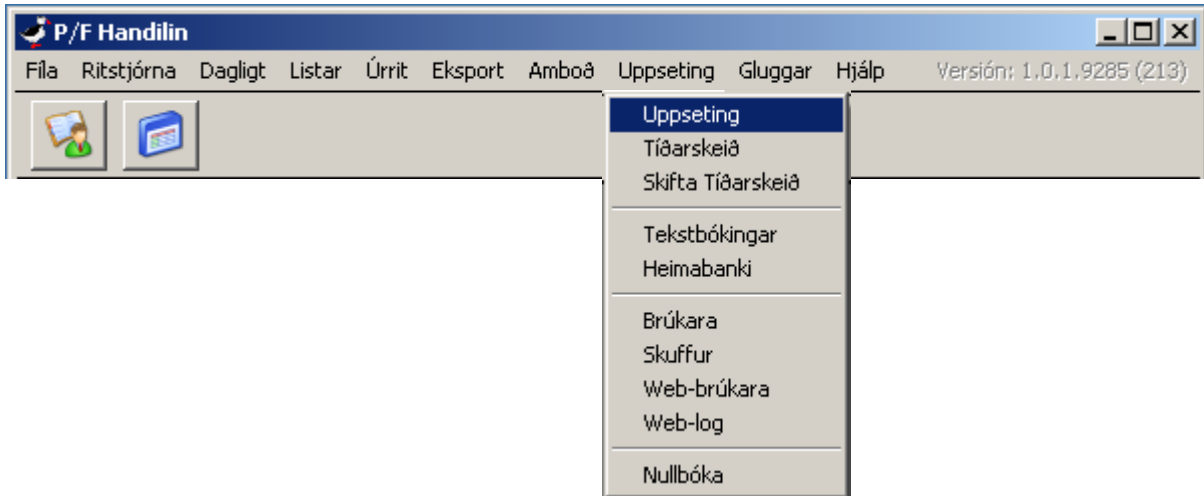 P/F Handilin
Fíla Ritstjórna Dagligt Listar Úrrit Eksport Amboð Uppseting Gluggar Hjálp Versión: 1.0.1.9285 (213)
Uppseting
Tíðarskeið
Skifta Tíðarskeið
Tekstbókingar
Heimabanki
Brúkara
Skuffur
Web-brúkara
Web-log
Nullbóka